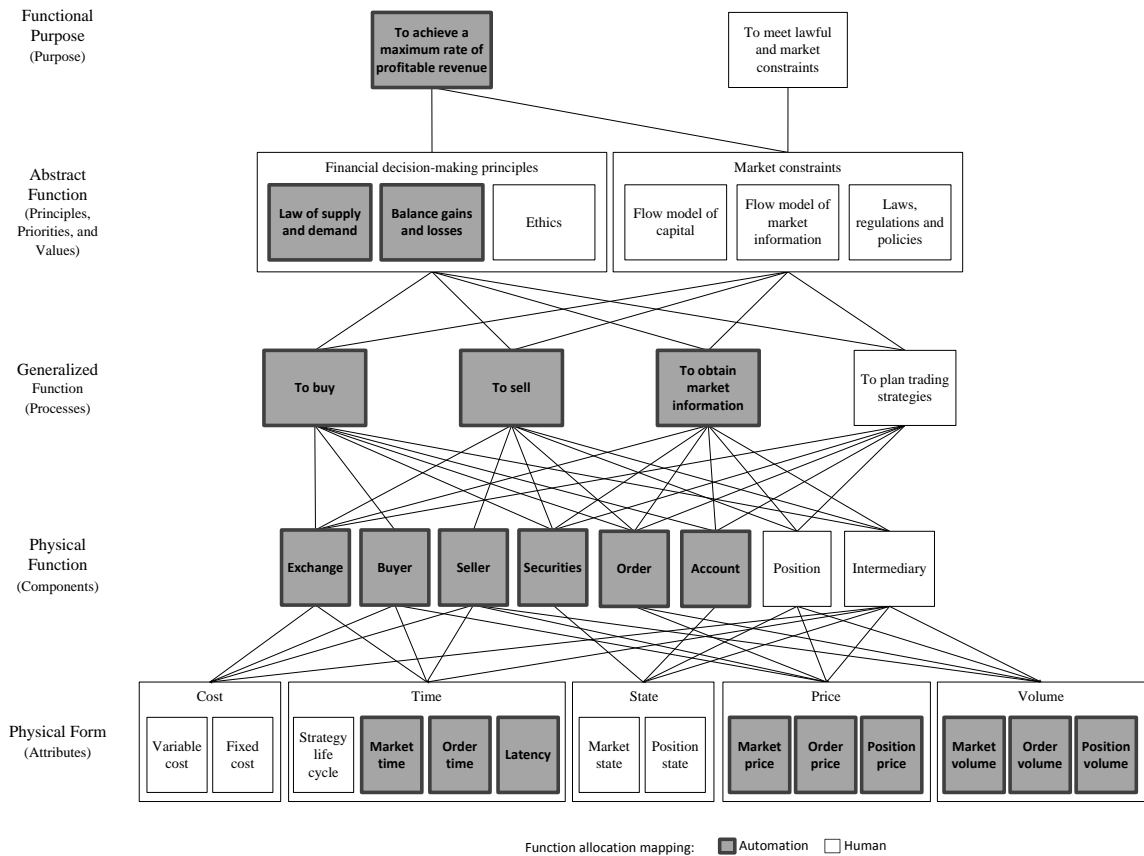 Functional
Purpose
(Purpose)
To achieve a
maximum rate of
profitable revenue
To meet lawful
and market
constraints
Abstract
Function
(Principles,
Priorities, and
Values)
Financial decision-making principles
Law of supply
and demand
Balance gains
and losses
Ethics
Market constraints
Flow model of
capital
Flow model of
market
information
Laws,
regulations and
policies
Generalized
Function
(Processes)
To buy
To sell
To obtain
market
information
To plan trading
strategies
Physical
Function
(Components)
Exchange
Buyer
Seller
Securities
Order
Account
Position
Intermediary
Physical Form
(Attributes)
Cost
Variable
cost
Fixed
cost
Time
Strategy
life
cycle
Market
time
Order
time
Latency
State
Market
state
Position
state
Price
Market
price
Order
price
Position
price
Volume
Market
volume
Order
volume
Position
volume
Function allocation mapping: Automation Human